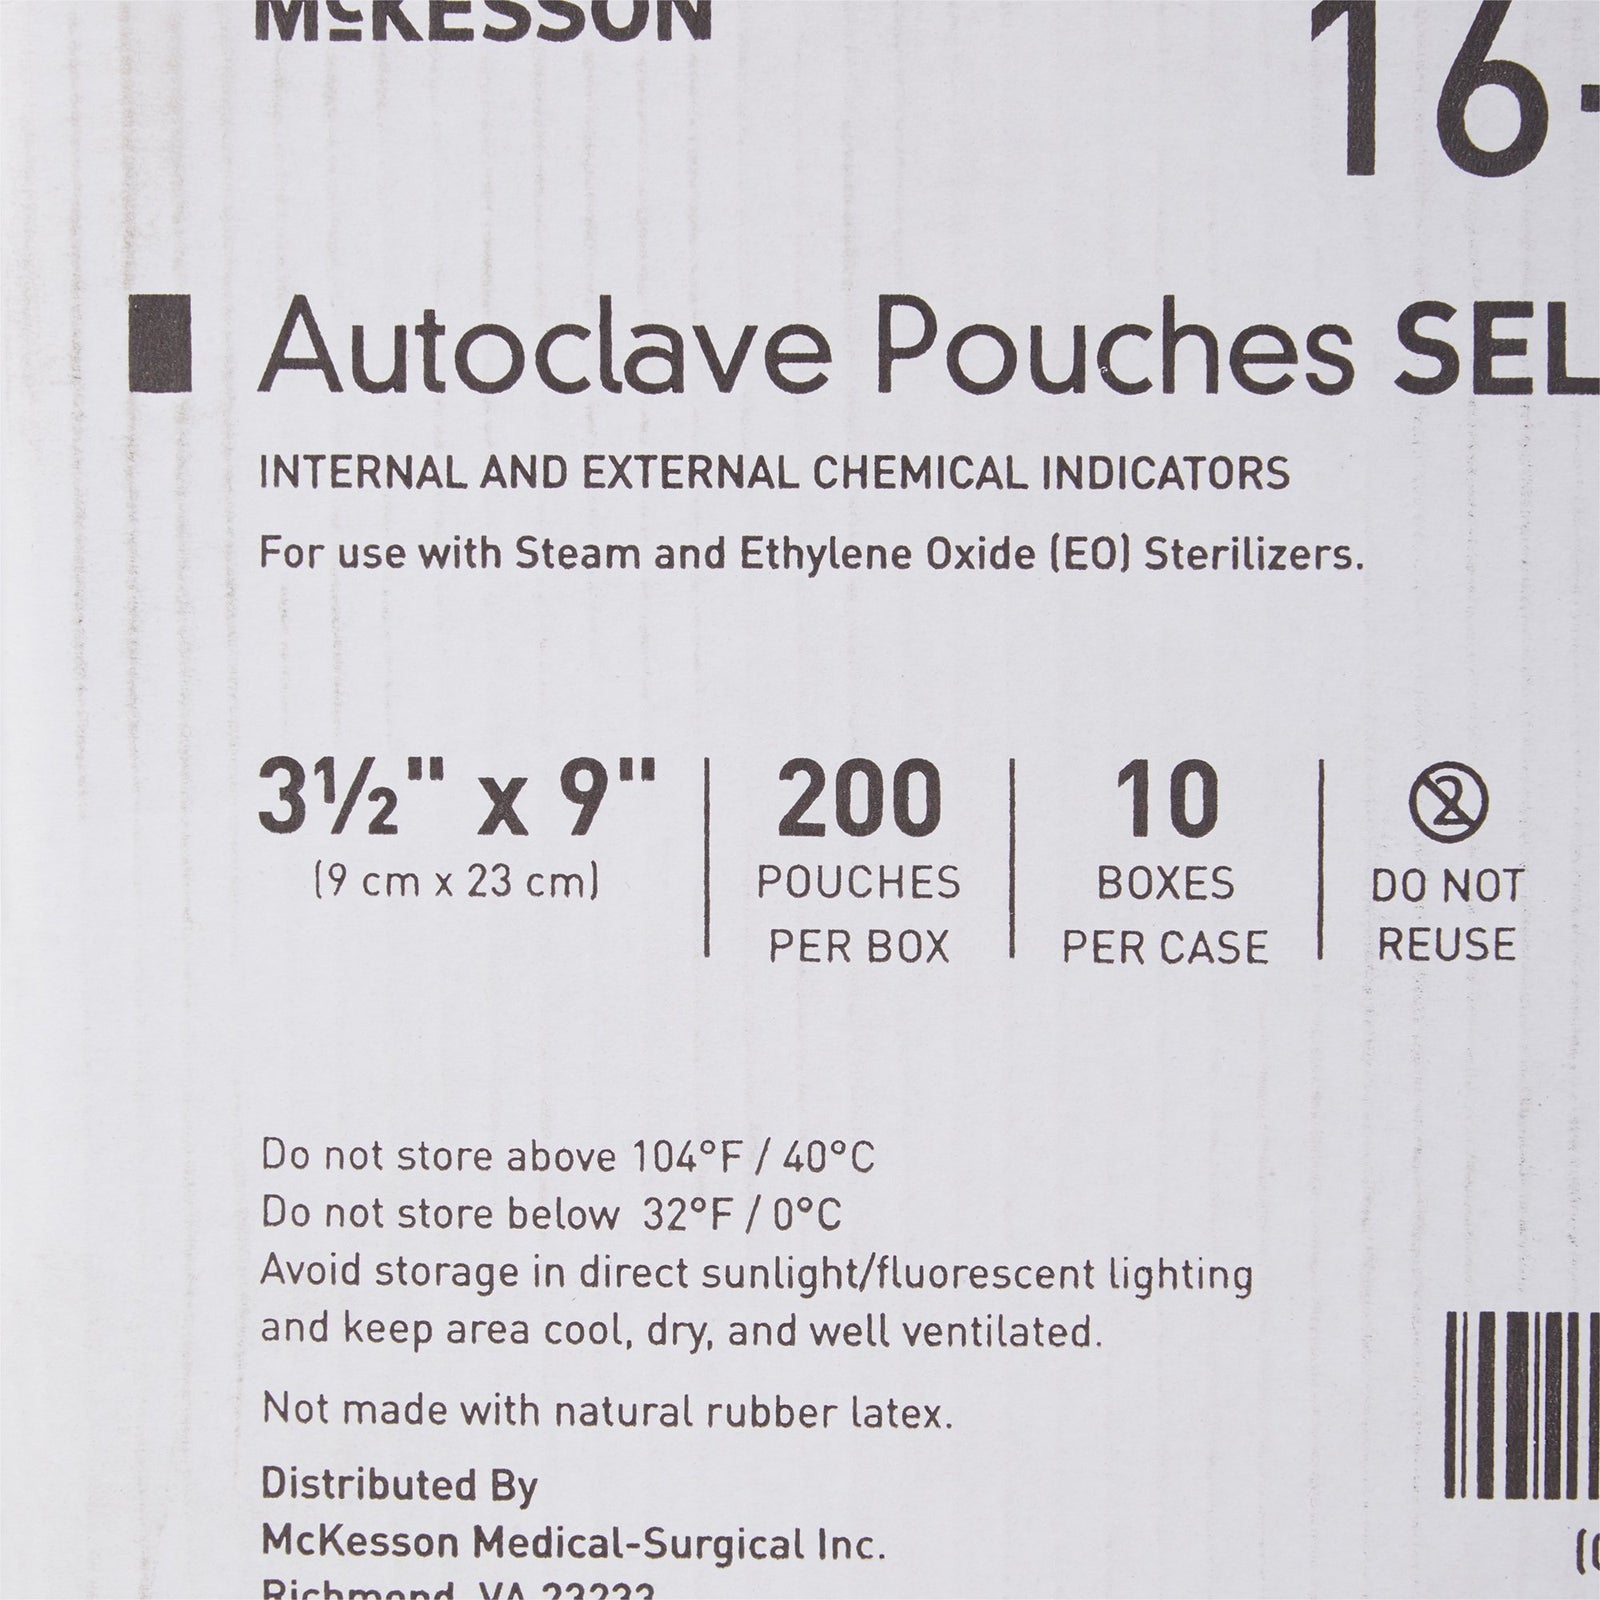 McKESSON
16-
Autoclave Pouches SEL
INTERNAL AND EXTERNAL CHEMICAL INDICATORS
For use with Steam and Ethylene Oxide (EO) Sterilizers.
3½" x 9"
(9 cm x 23 cm)
200
POUCHES
PER BOX
10
BOXES
PER CASE
2
DO NOT
REUSE
Do not store above 104°F / 40°C
Do not store below 32°F / 0°C
Avoid storage in direct sunlight/fluorescent lighting
and keep area cool, dry, and well ventilated.
Not made with natural rubber latex.
Distributed By
McKesson Medical-Surgical Inc.
Richmond, VA 23233